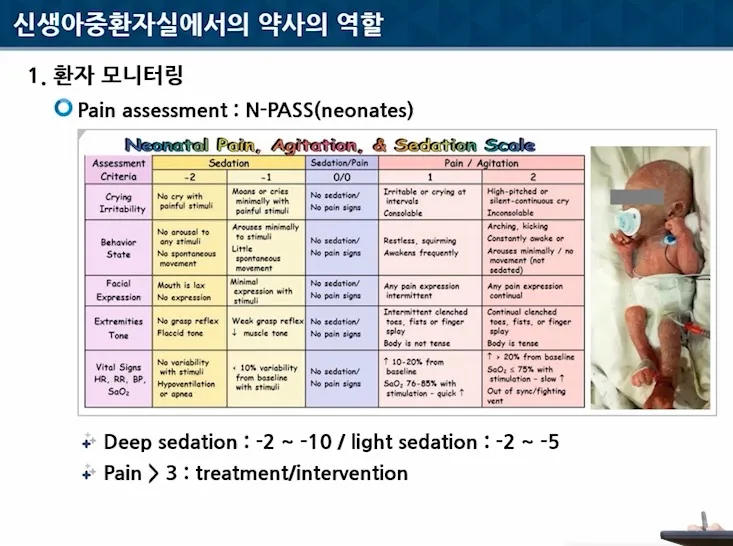 신생아중환자실에서의 약사의 역할
1. 환자 모니터링
Pain assessment : N-PASS(neonates)
Neonatal Pain, Agitation, & Sedation Scale
Assessment Criteria
Sedation
Sedation/Pain
Pain / Agitation
-2
-1
0/0
1
2
Crying
Irritability
No cry with
painful stimuli
Moans or cries
minimally with
painful stimuli
No sedation/
No pain signs
Irritable or crying at
intervals
Consolable
High-pitched or
silent-continuous cry
Inconsolable
Behavior
State
No arousal to
any stimuli
No spontaneous
movement
Arouses minimally
to stimuli
Little
spontaneous
movement
No sedation/
No pain signs
Restless, squirming
Awakens frequently
Arching, kicking
Constantly awake or
Arouses minimally / no
movement (not
sedated)
Facial
Expression
Mouth is lax
No expression
Minimal
expression with
stimuli
No sedation/
No pain signs
Any pain expression
intermittent
Any pain expression
continual
Extremities
Tone
No grasp reflex
Flaccid tone
Weak grasp reflex
↓ muscle tone
No sedation/
No pain signs
Intermittent clenched
toes, fists or finger
splay
Body is not tense
Continual clenched
toes, fists, or finger
splay
Body is tense
Vital Signs
HR, RR, BP,
SaO₂
No variability
with stimuli
Hypoventilation
or apnea
< 10% variability
from baseline
with stimuli
No sedation/
No pain signs
↑ 10-20% from
baseline
SaO₂ 76-85% with
stimulation - quick ↑
↑ > 20% from baseline
SaO₂ ≤ 75% with
stimulation - slow ↑
Out of sync/fighting
vent
Deep sedation : -2 ~ -10 / light sedation : -2 ~ -5
Pain > 3 : treatment/intervention